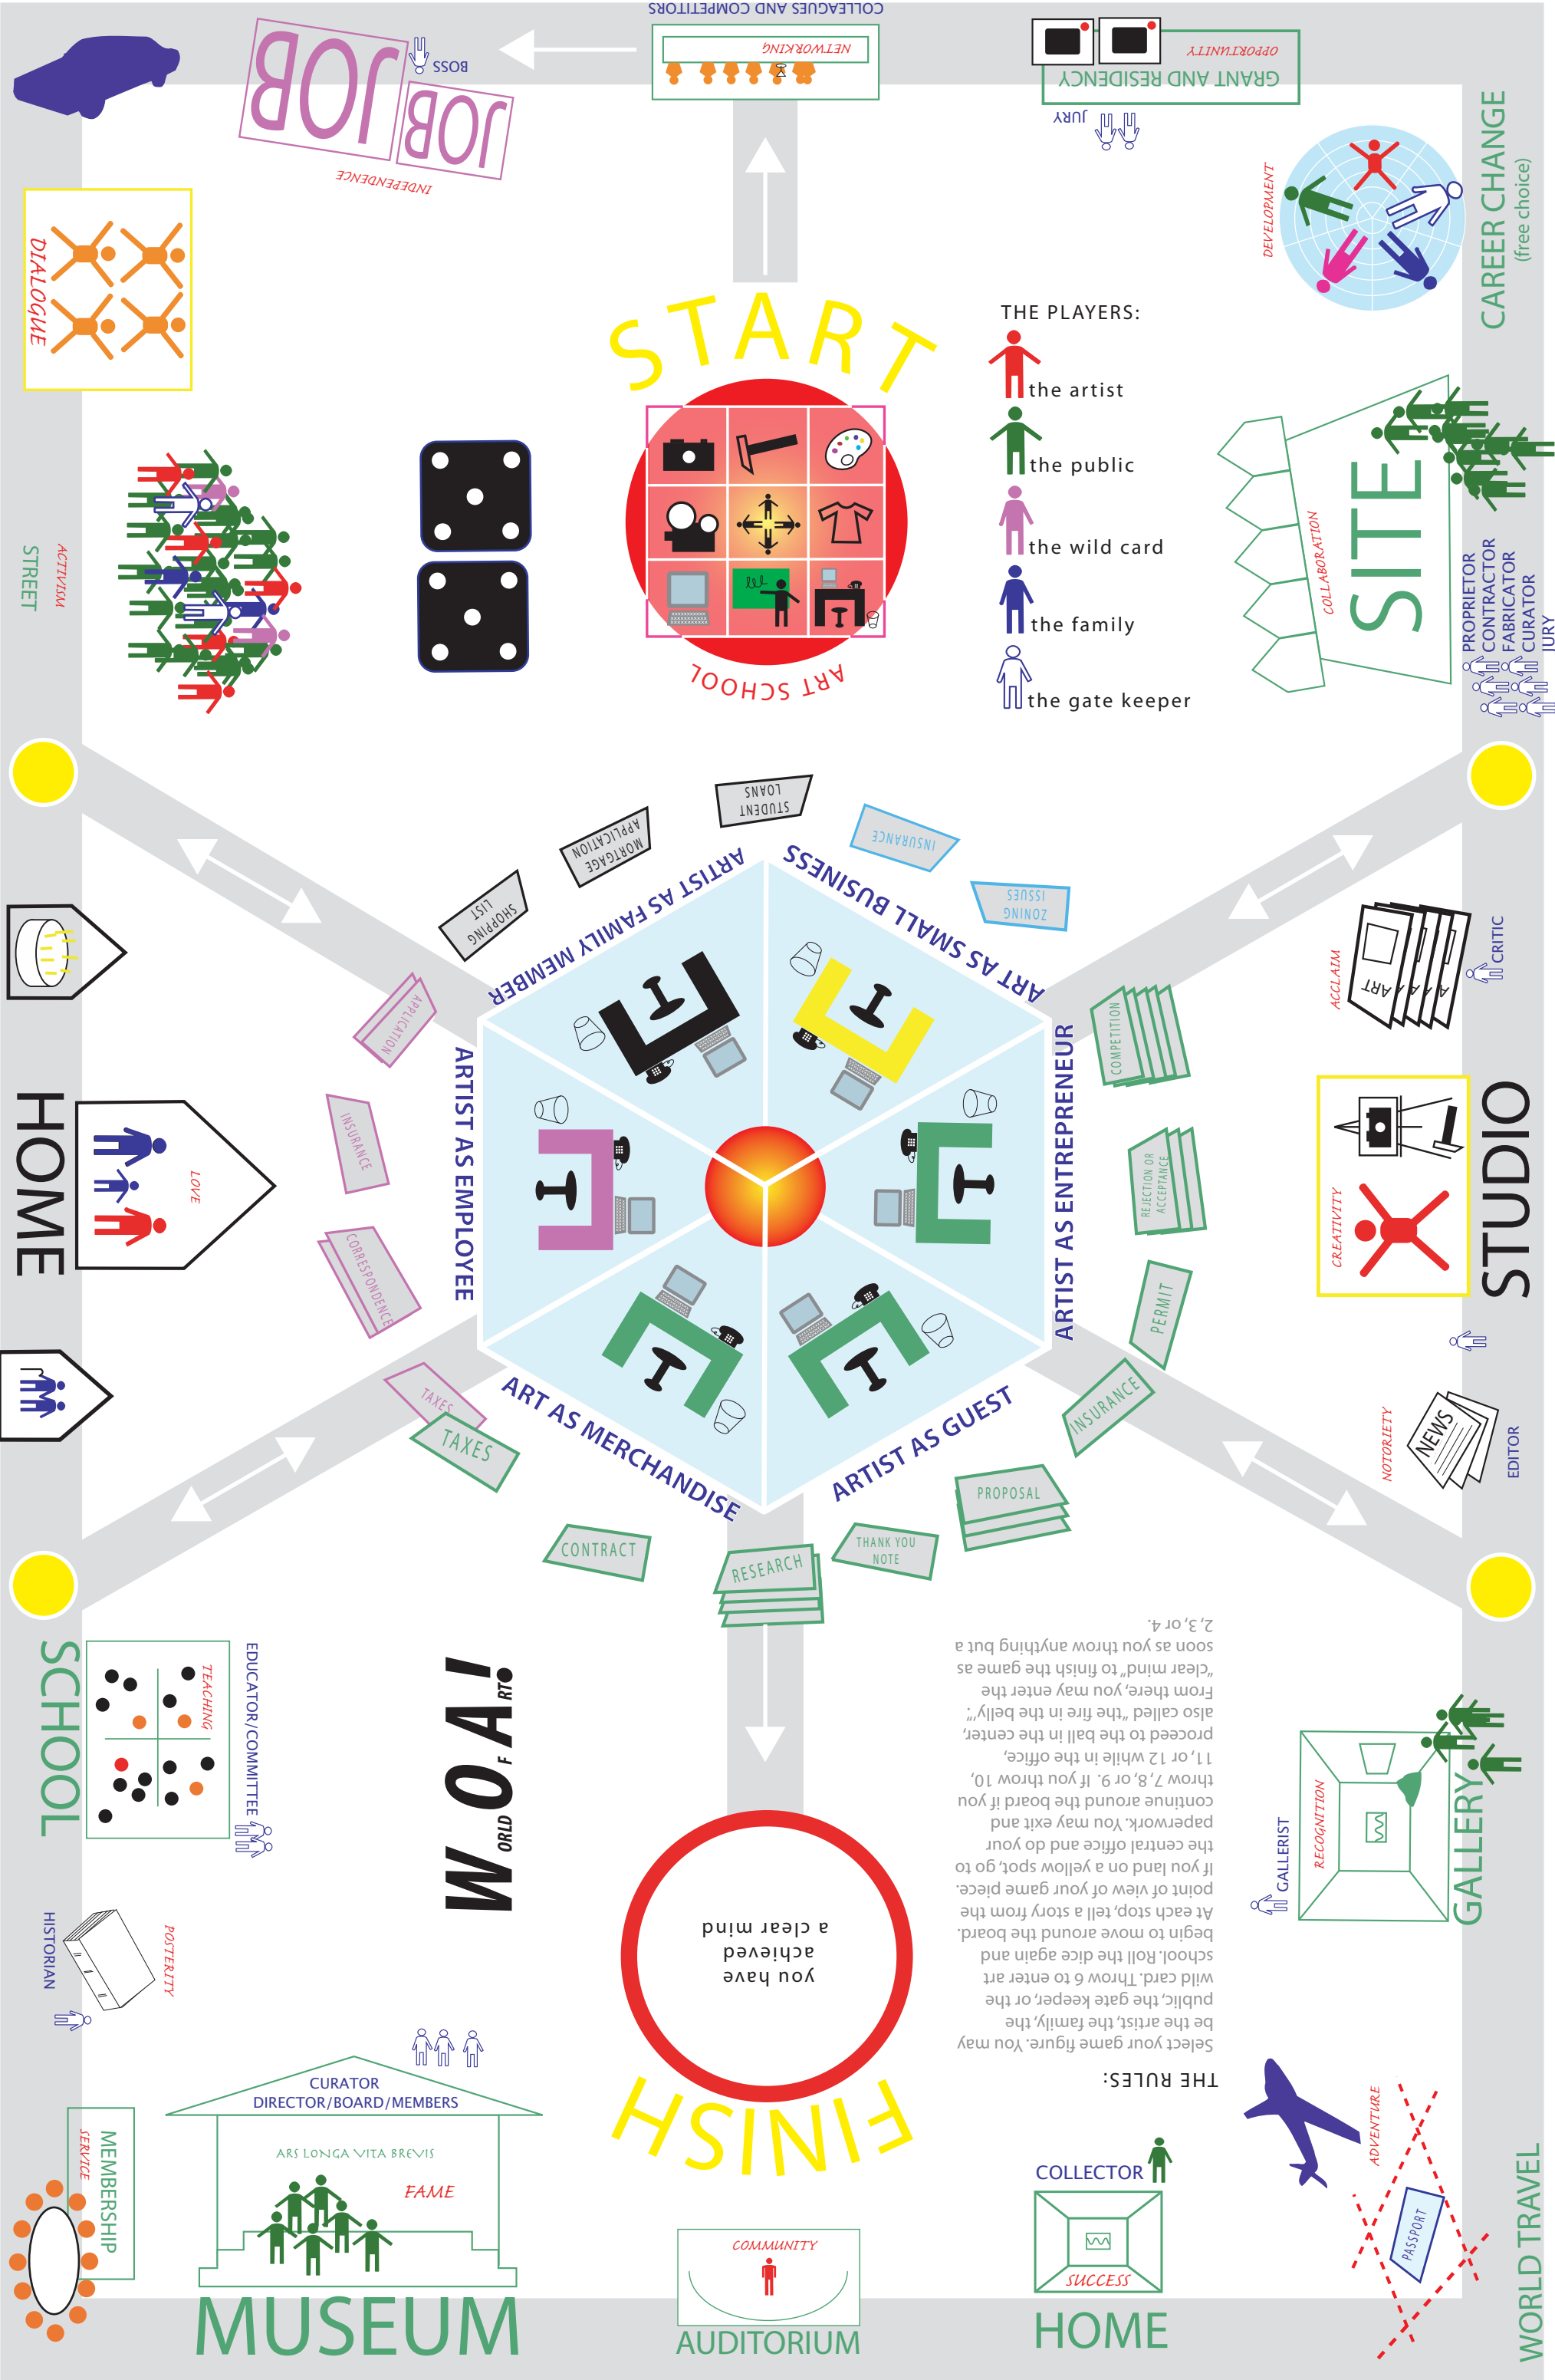 COLLEAGUES AND COMPETITORS
NETWORKING
BOSS
JOB
JOB
INDEPENDENCE
OPPORTUNITY
GRANT AND RESIDENCY
JURY
DEVELOPMENT
CAREER CHANGE
(free choice)
DIALOGUE
START
ART SCHOOL
THE PLAYERS:
the artist
the public
the wild card
the family
the gate keeper
STREET
ACTIVISM
COLLABORATION
SITE
PROPRIETOR
CONTRACTOR
FABRICATOR
CURATOR
JURY
STUDENT
LOANS
MORTGAGE
APPLICATION
SHOPPING
LIST
INSURANCE
ZONING
ISSUES
ARTIST AS FAMILY MEMBER
ART AS SMALL BUSINESS
ARTIST AS EMPLOYEE
ARTIST AS ENTREPRENEUR
ART AS MERCHANDISE
ARTIST AS GUEST
APPLICATION
INSURANCE
CORRESPONDENCE
TAXES
TAXES
CONTRACT
RESEARCH
THANK YOU
NOTE
PROPOSAL
INSURANCE
PERMIT
REJECTION OR
ACCEPTANCE
COMPETITION
HOME
LOVE
ACCLAIM
ART
A
A
A
CRITIC
CREATIVITY
STUDIO
NOTORIETY
NEWS
EDITOR
SCHOOL
TEACHING
EDUCATOR/COMMITTEE
HISTORIAN
POSTERITY
WORLD OF ART!
you have
achieved
a clear mind
FINISH
THE RULES:
Select your game figure. You may
be the artist, the family, the
public, the gate keeper, or the
wild card. Throw 6 to enter art
school. Roll the dice again and
begin to move around the board.
At each stop, tell a story from the
point of view of your game piece.
If you land on a yellow spot, go to
the central office and do your
paperwork. You may exit and
continue around the board if you
throw 7, 8, or 9. If you throw 10,
11, or 12 while in the office,
proceed to the ball in the center,
also called "the fire in the belly".
From there, you may enter the
"clear mind" to finish the game as
soon as you throw anything but a
2, 3, or 4.
GALLERIST
RECOGNITION
GALLERY
MEMBERSHIP
SERVICE
CURATOR
DIRECTOR/BOARD/MEMBERS
ARS LONGA VITA BREVIS
FAME
MUSEUM
COMMUNITY
AUDITORIUM
COLLECTOR
SUCCESS
HOME
ADVENTURE
PASSPORT
WORLD TRAVEL